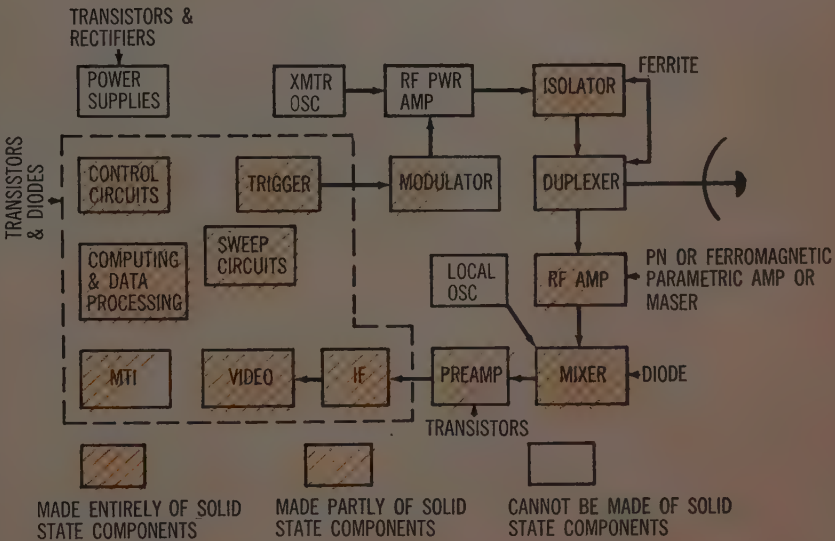 TRANSISTORS &
RECTIFIERS
POWER
SUPPLIES
XMTR
OSC
RF PWR
AMP
ISOLATOR
FERRITE
TRANSISTORS
& DIODES
CONTROL
CIRCUITS
TRIGGER
MODULATOR
DUPLEXER
COMPUTING
& DATA
PROCESSING
SWEEP
CIRCUITS
LOCAL
OSC
RF AMP
PN OR FERROMAGNETIC
PARAMETRIC AMP OR
MASER
MTI
VIDEO
IF
PREAMP
MIXER
DIODE
TRANSISTORS
MADE ENTIRELY OF SOLID
STATE COMPONENTS
MADE PARTLY OF SOLID
STATE COMPONENTS
CANNOT BE MADE OF SOLID
STATE COMPONENTS